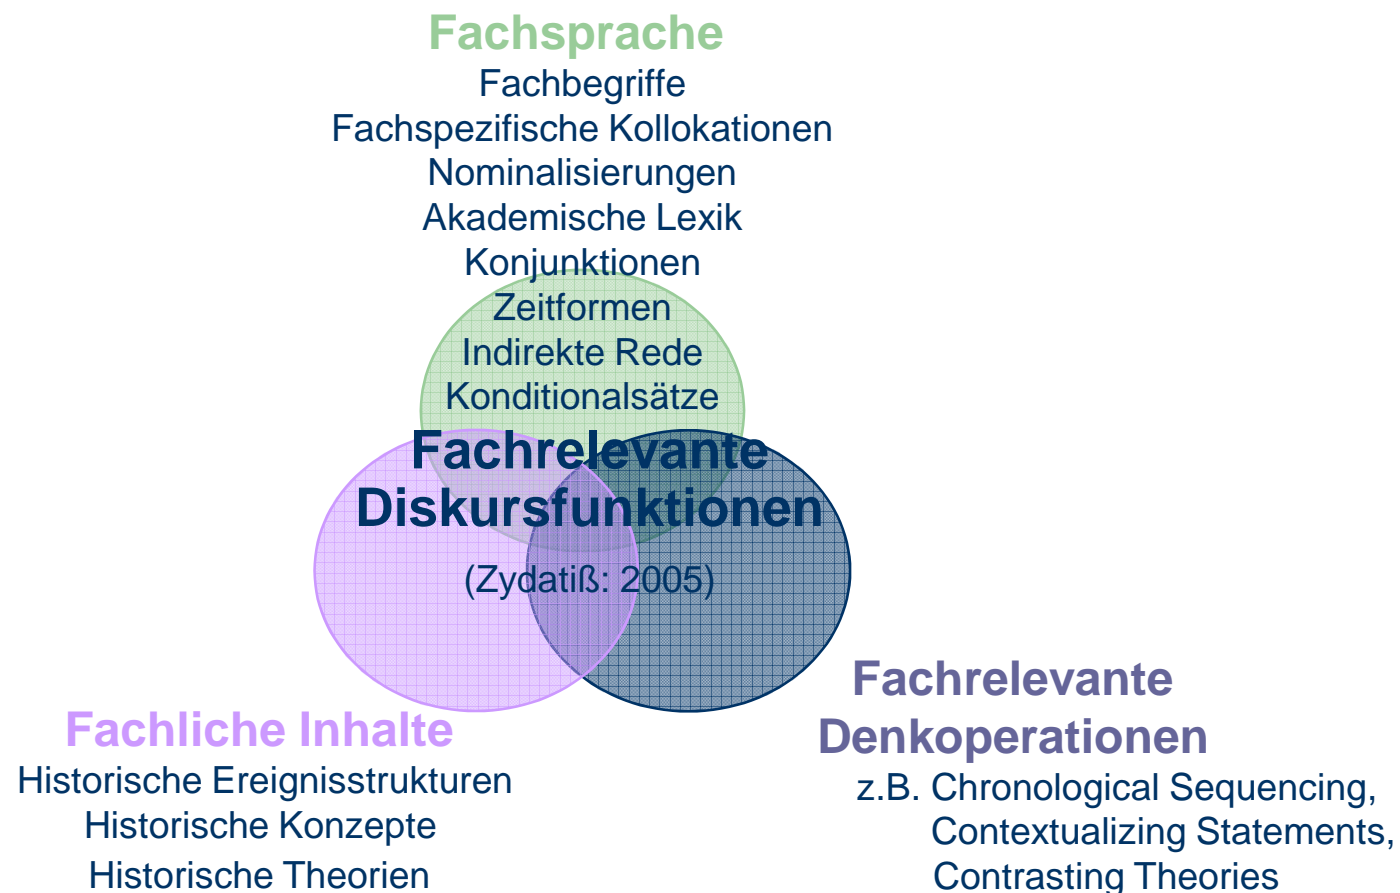 Fachsprache
Fachbegriffe
Fachspezifische Kollokationen
Nominalisierungen
Akademische Lexik
Konjunktionen
Zeitformen
Indirekte Rede
Konditionalsätze
Fachrelevante
Diskursfunktionen
(Zydatiß: 2005)
Fachliche Inhalte
Historische Ereignisstrukturen
Historische Konzepte
Historische Theorien
Fachrelevante
Denkoperationen
z.B. Chronological Sequencing,
Contextualizing Statements,
Contrasting Theories